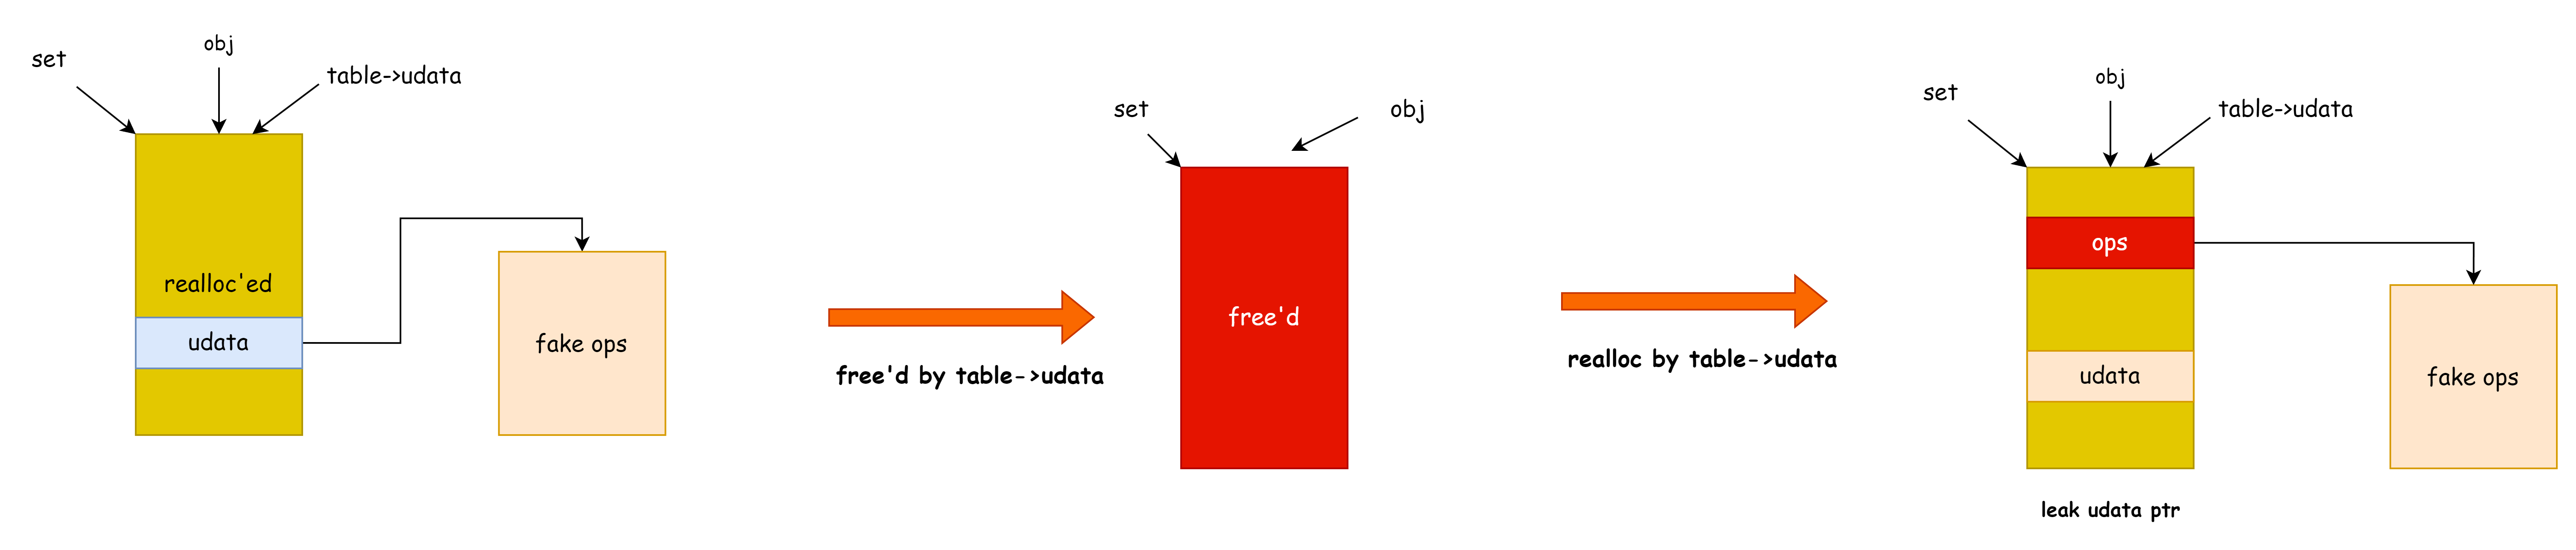 set
obj
table->udata
realloc'ed
udata
fake ops
free'd by table->udata
set
obj
free'd
realloc by table->udata
set
obj
table->udata
ops
udata
fake ops
leak udata ptr